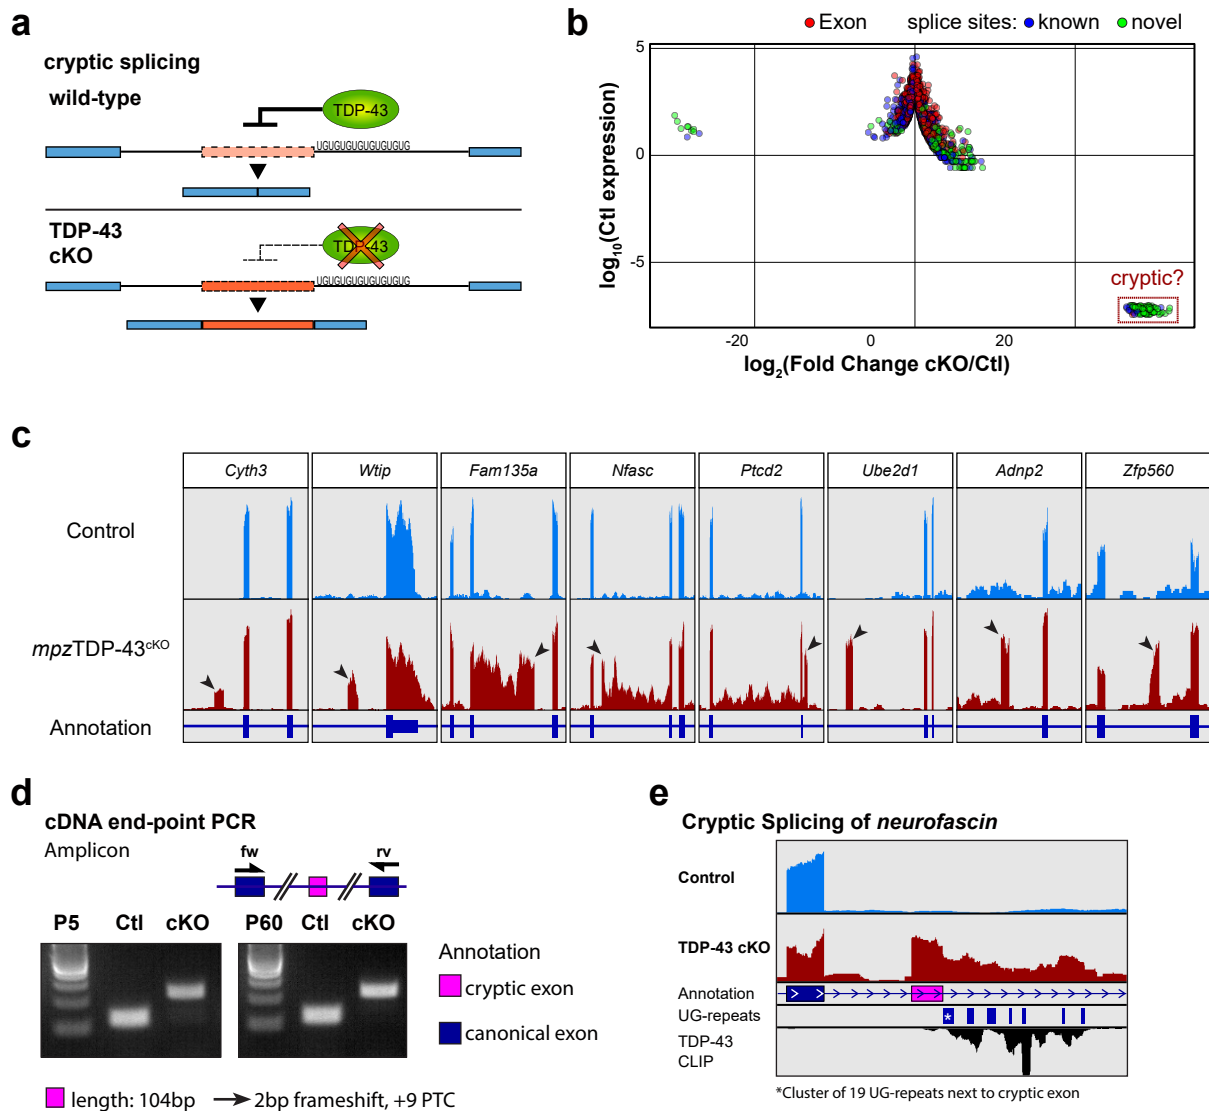 a
cryptic splicing
wild-type
TDP-43
UGUGUGUGUGUGUGUG
TDP-43
cKO
TDP-43
UGUGUGUGUGUGUGUG
b
Exon splice sites: known novel
5
0
-5
log10(Ctl expression)
cryptic?
-20 0 20
log2(Fold Change cKO/Ctl)
c
Cyth3 Wtip Fam135a Nfasc Ptcd2 Ube2d1 Adnp2 Zfp560
Control
mpzTDP-43cKO
Annotation
d
cDNA end-point PCR
Amplicon
fw rv
P5 Ctl cKO P60 Ctl cKO
Annotation
cryptic exon
canonical exon
length: 104bp → 2bp frameshift, +9 PTC
e
Cryptic Splicing of neurofascin
Control
TDP-43 cKO
Annotation
UG-repeats *
TDP-43
CLIP
*Cluster of 19 UG-repeats next to cryptic exon